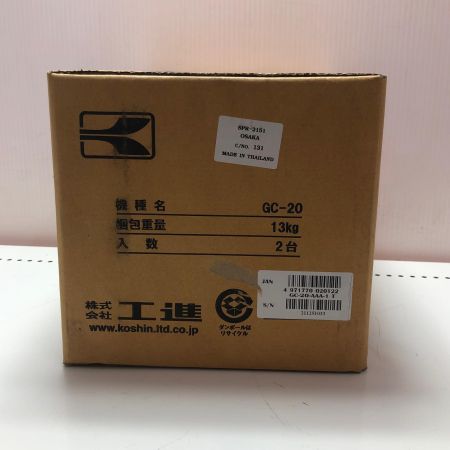 SPR-3151
OSAKA
C/NO. 131
MADE IN THAILAND
機種名 GC-20
梱包重量 13kg
入数 2台
JAN
4 971770 020122
GC-20-AAA-1 T
S/N
株式会社 工進
www.koshin.ltd.co.jp
ダンボールは
リサイクル